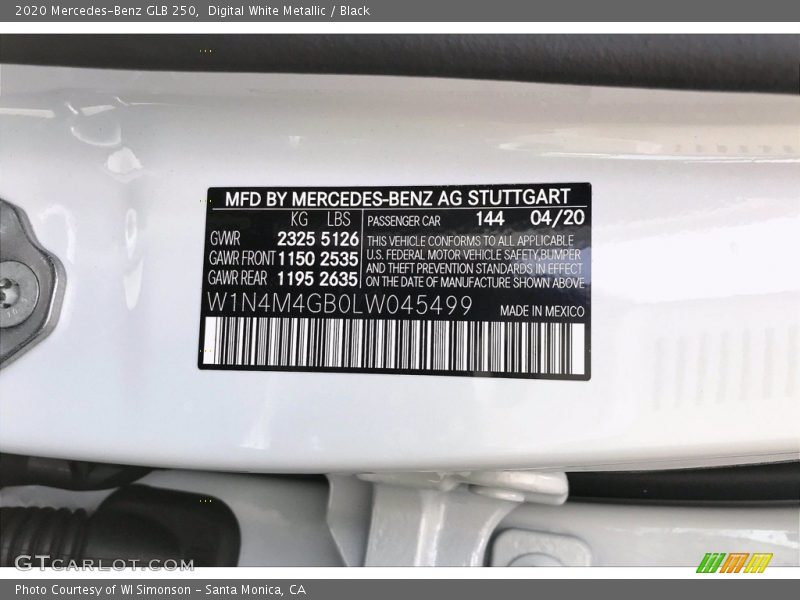 2020 Mercedes-Benz GLB 250, Digital White Metallic / Black
MFD BY MERCEDES-BENZ AG STUTTGART
KG LBS PASSENGER CAR 144 04/20
GVWR 2325 5126
GAWR FRONT 1150 2535
GAWR REAR 1195 2635
THIS VEHICLE CONFORMS TO ALL APPLICABLE
U.S. FEDERAL MOTOR VEHICLE SAFETY,BUMPER
AND THEFT PREVENTION STANDARDS IN EFFECT
ON THE DATE OF MANUFACTURE SHOWN ABOVE
W1N4M4GB0LW045499 MADE IN MEXICO
GTCARLOT.COM
Photo Courtesy of WI Simonson - Santa Monica, CA